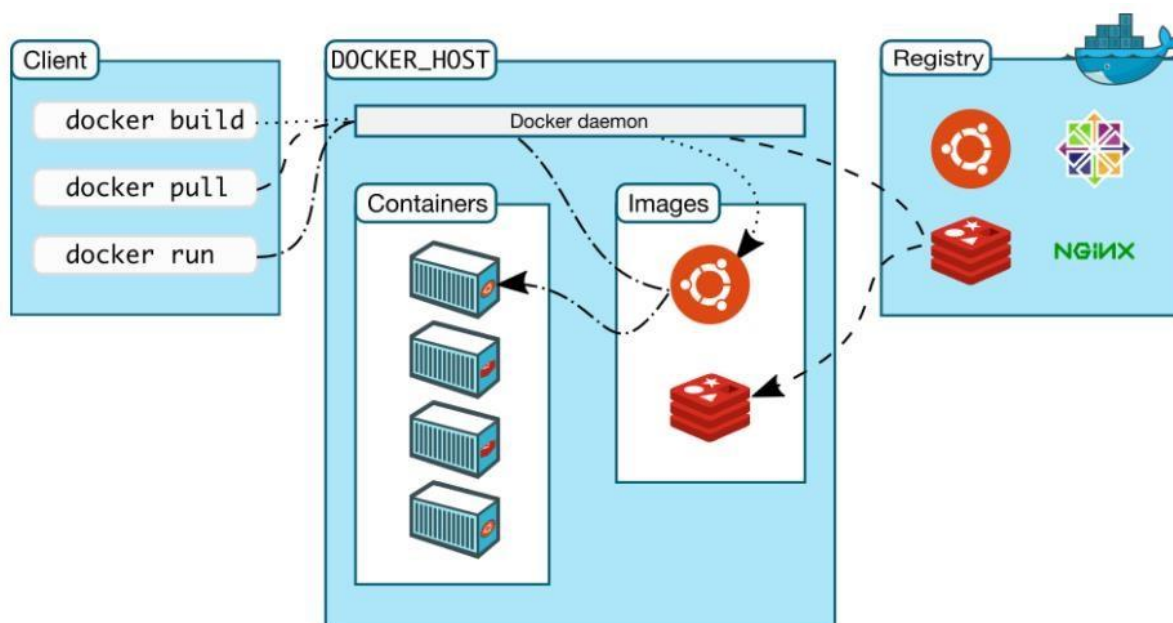 Client
docker build
docker pull
docker run
DOCKER_HOST
Docker daemon
Containers
Images
Registry
NGINX